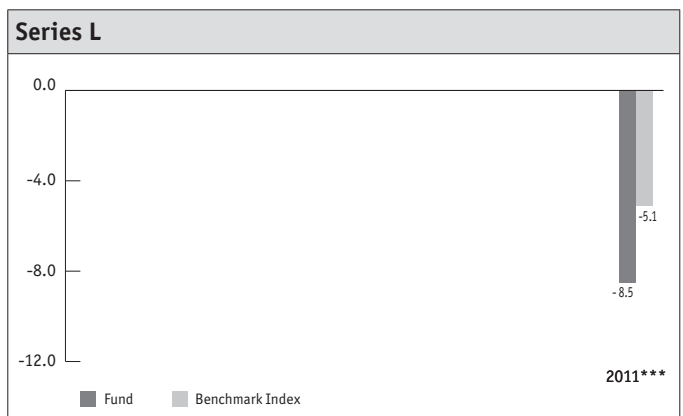 Series L
0.0
-4.0
-8.0
-12.0
-5.1
-8.5
2011***
Fund
Benchmark Index